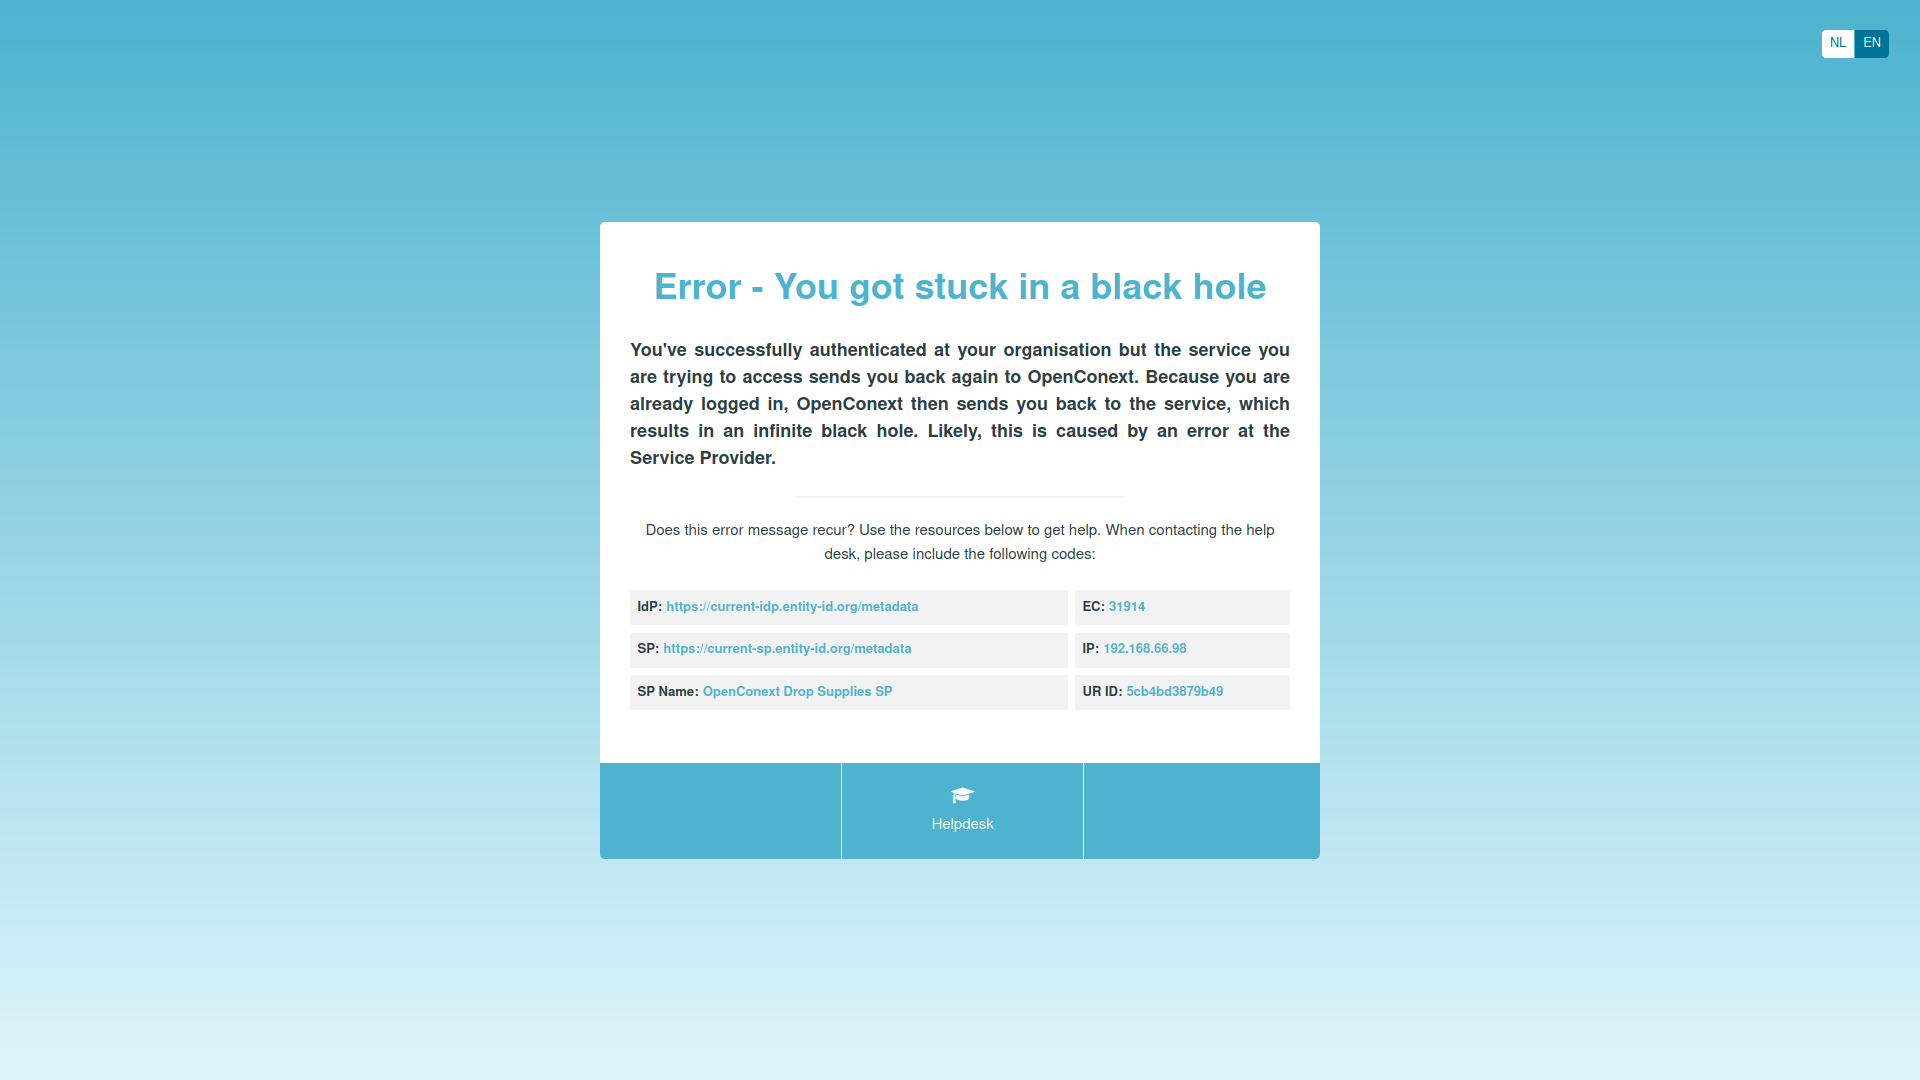 NL EN
Error - You got stuck in a black hole
You've successfully authenticated at your organisation but the service you
are trying to access sends you back again to OpenConext. Because you are
already logged in, OpenConext then sends you back to the service, which
results in an infinite black hole. Likely, this is caused by an error at the
Service Provider.
Does this error message recur? Use the resources below to get help. When contacting the help
desk, please include the following codes:
IdP: https://current-idp.entity-id.org/metadata EC: 31914
SP: https://current-sp.entity-id.org/metadata IP: 192.168.66.98
SP Name: OpenConext Drop Supplies SP UR ID: 5cb4bd3879b49
Helpdesk